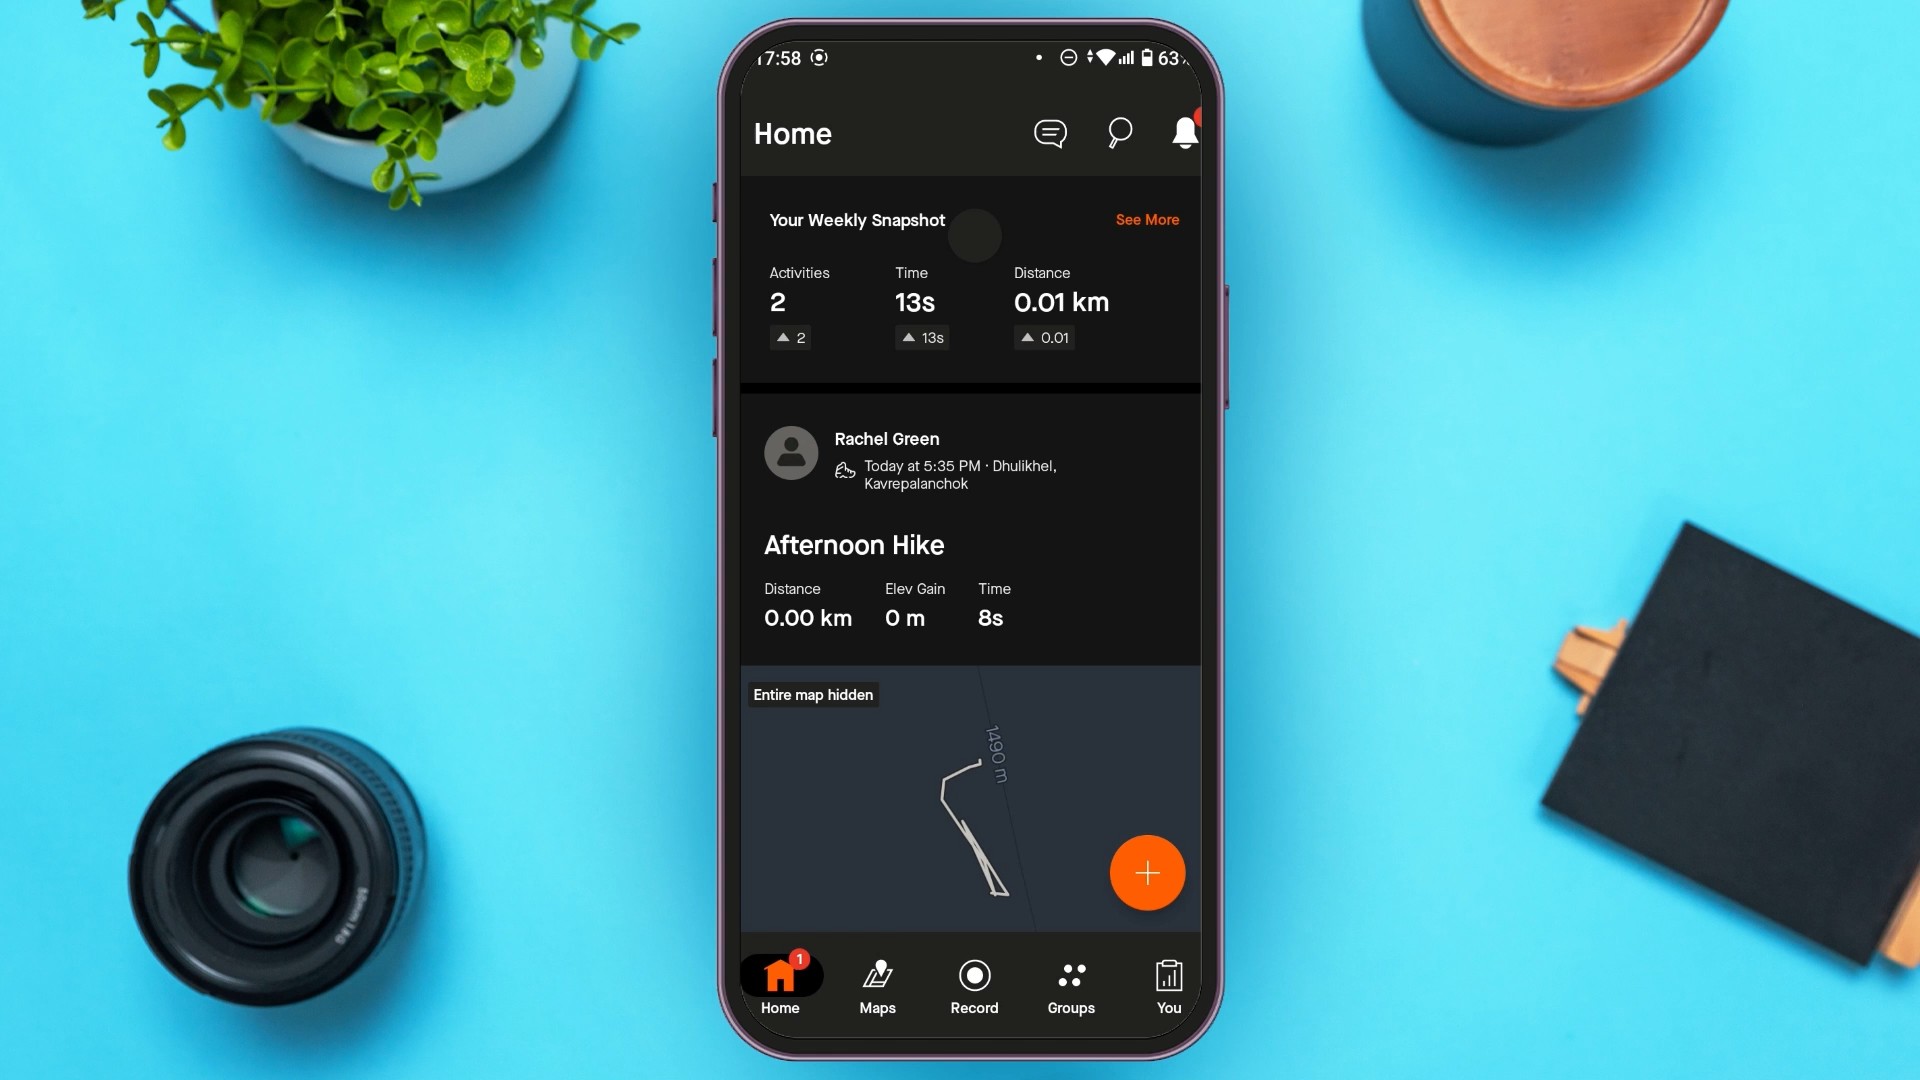 17:58 63%
Home
Your Weekly Snapshot See More
Activities Time Distance
2 13s 0.01 km
2 13s 0.01
Rachel Green
Today at 5:35 PM · Dhulikhel,
Kavrepalanchok
Afternoon Hike
Distance Elev Gain Time
0.00 km 0 m 8s
Entire map hidden
1490 m
1
Home Maps Record Groups You